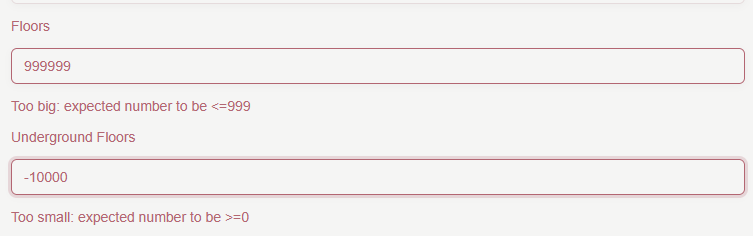 Floors
999999
Too big: expected number to be <=999
Underground Floors
-10000
Too small: expected number to be >=0